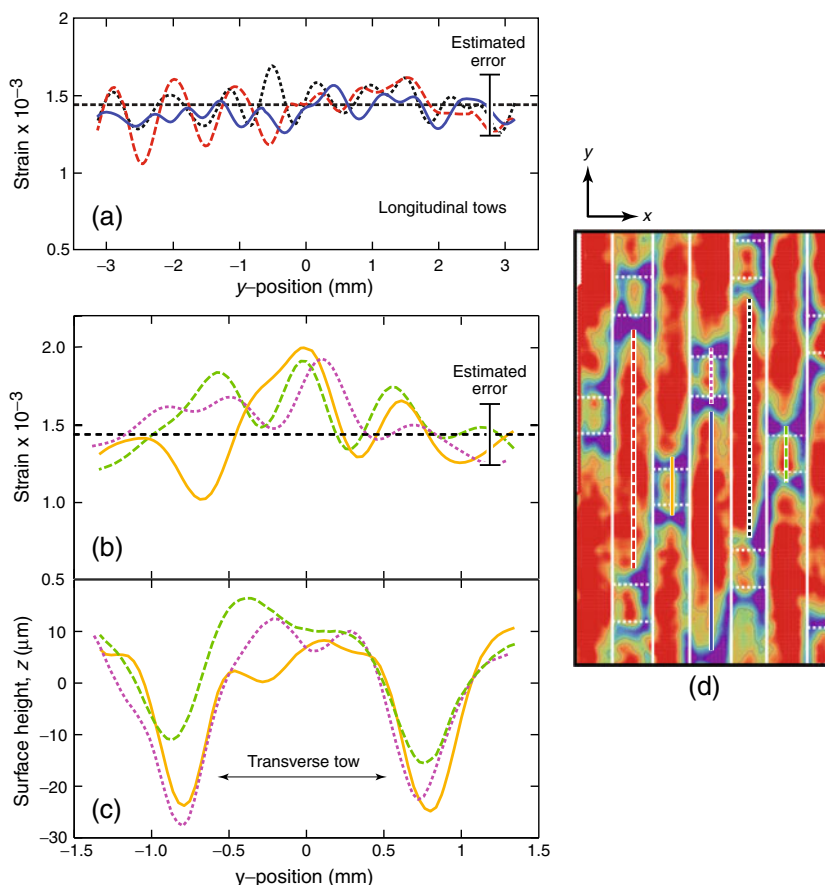 2
Estimated
error
1.5
Strain x 10⁻³
1
(a)
Longitudinal tows
0.5
–3 –2 –1 0 1 2 3
y–position (mm)
2.0
Estimated
error
1.5
Strain x 10⁻³
1.0
(b)
0.5
10
0
Surface height, z (μm)
–10
–20
Transverse tow
(c)
–30
–1.5 –1.0 –0.5 0 0.5 1 1.5
y–position (mm)
y
x
(d)